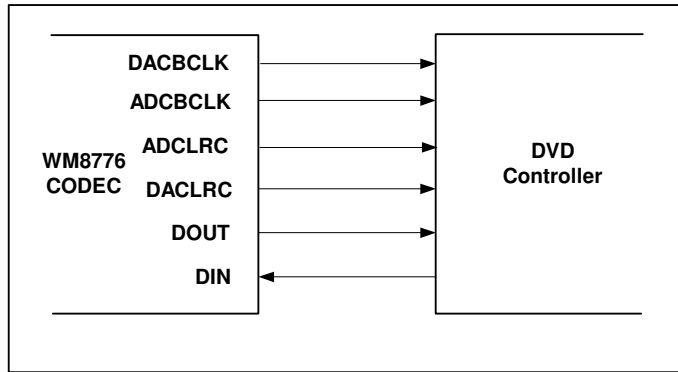 DACBCLK
ADCBCLK
ADCLRC
WM8776
CODEC
DACLRC
DOUT
DIN
DVD
Controller